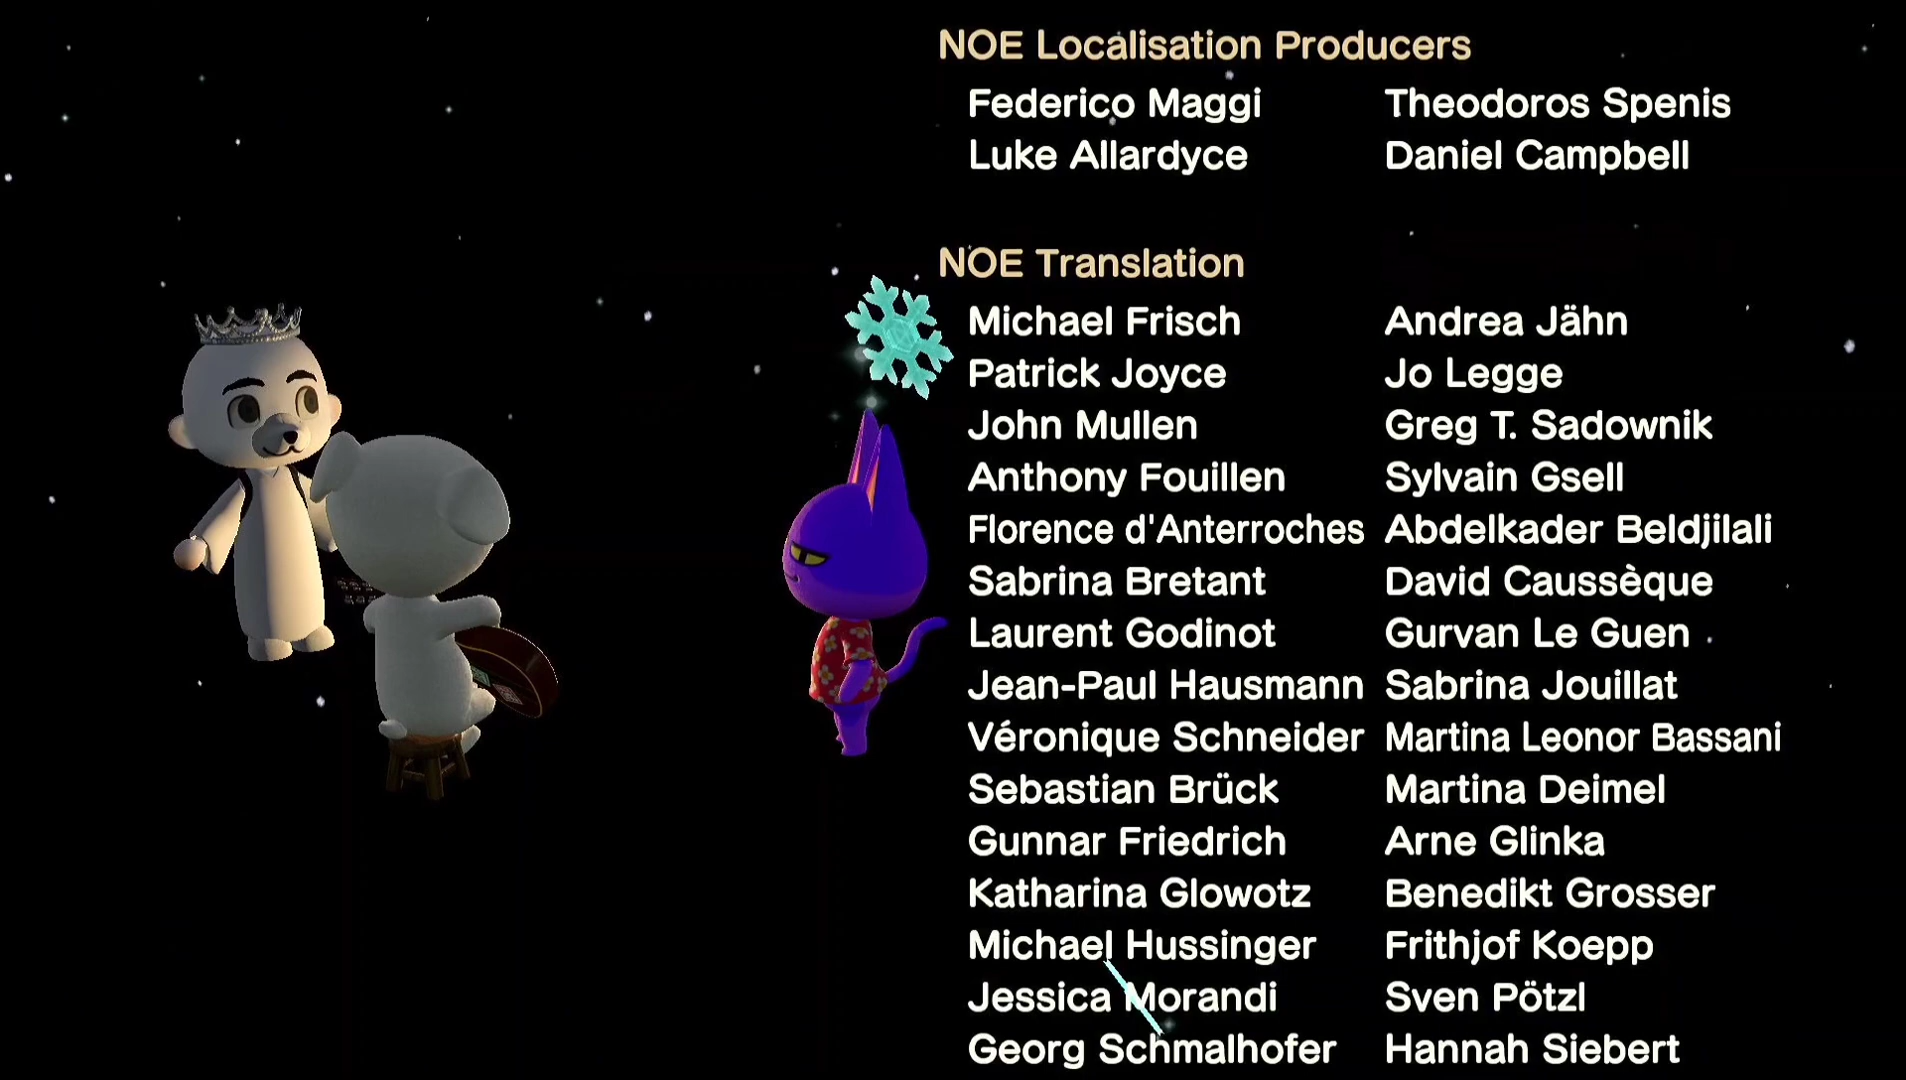 NOE Localisation Producers
Federico Maggi Theodoros Spenis
Luke Allardyce Daniel Campbell
NOE Translation
Michael Frisch Andrea Jähn
Patrick Joyce Jo Legge
John Mullen Greg T. Sadownik
Anthony Fouillen Sylvain Gsell
Florence d'Anterroches Abdelkader Beldjilali
Sabrina Bretant David Caussèque
Laurent Godinot Gurvan Le Guen
Jean-Paul Hausmann Sabrina Jouillat
Véronique Schneider Martina Leonor Bassani
Sebastian Brück Martina Deimel
Gunnar Friedrich Arne Glinka
Katharina Glowotz Benedikt Grosser
Michael Hussinger Frithjof Koepp
Jessica Morandi Sven Pötzl
Georg Schmalhofer Hannah Siebert